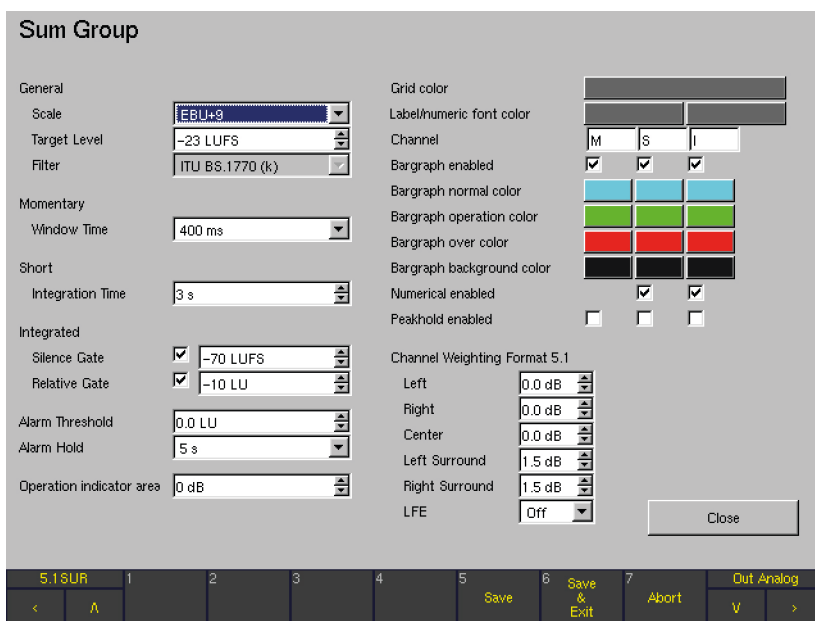 Sum Group
General
Scale EBU+9
Target Level -23 LUFS
Filter ITU BS.1770 (k)
Momentary
Window Time 400 ms
Short
Integration Time 3 s
Integrated
Silence Gate -70 LUFS
Relative Gate -10 LU
Alarm Threshold 0.0 LU
Alarm Hold 5 s
Operation indicator area 0 dB
Grid color
Label/numeric font color
Channel M S I
Bargraph enabled
Bargraph normal color
Bargraph operation color
Bargraph over color
Bargraph background color
Numerical enabled
Peakhold enabled
Channel Weighting Format 5.1
Left 0.0 dB
Right 0.0 dB
Center 0.0 dB
Left Surround 1.5 dB
Right Surround 1.5 dB
LFE Off
Close
5.1SUR 1 2 3 4 5 Save 6 Save & Exit 7 Abort Out Analog
< Λ V >